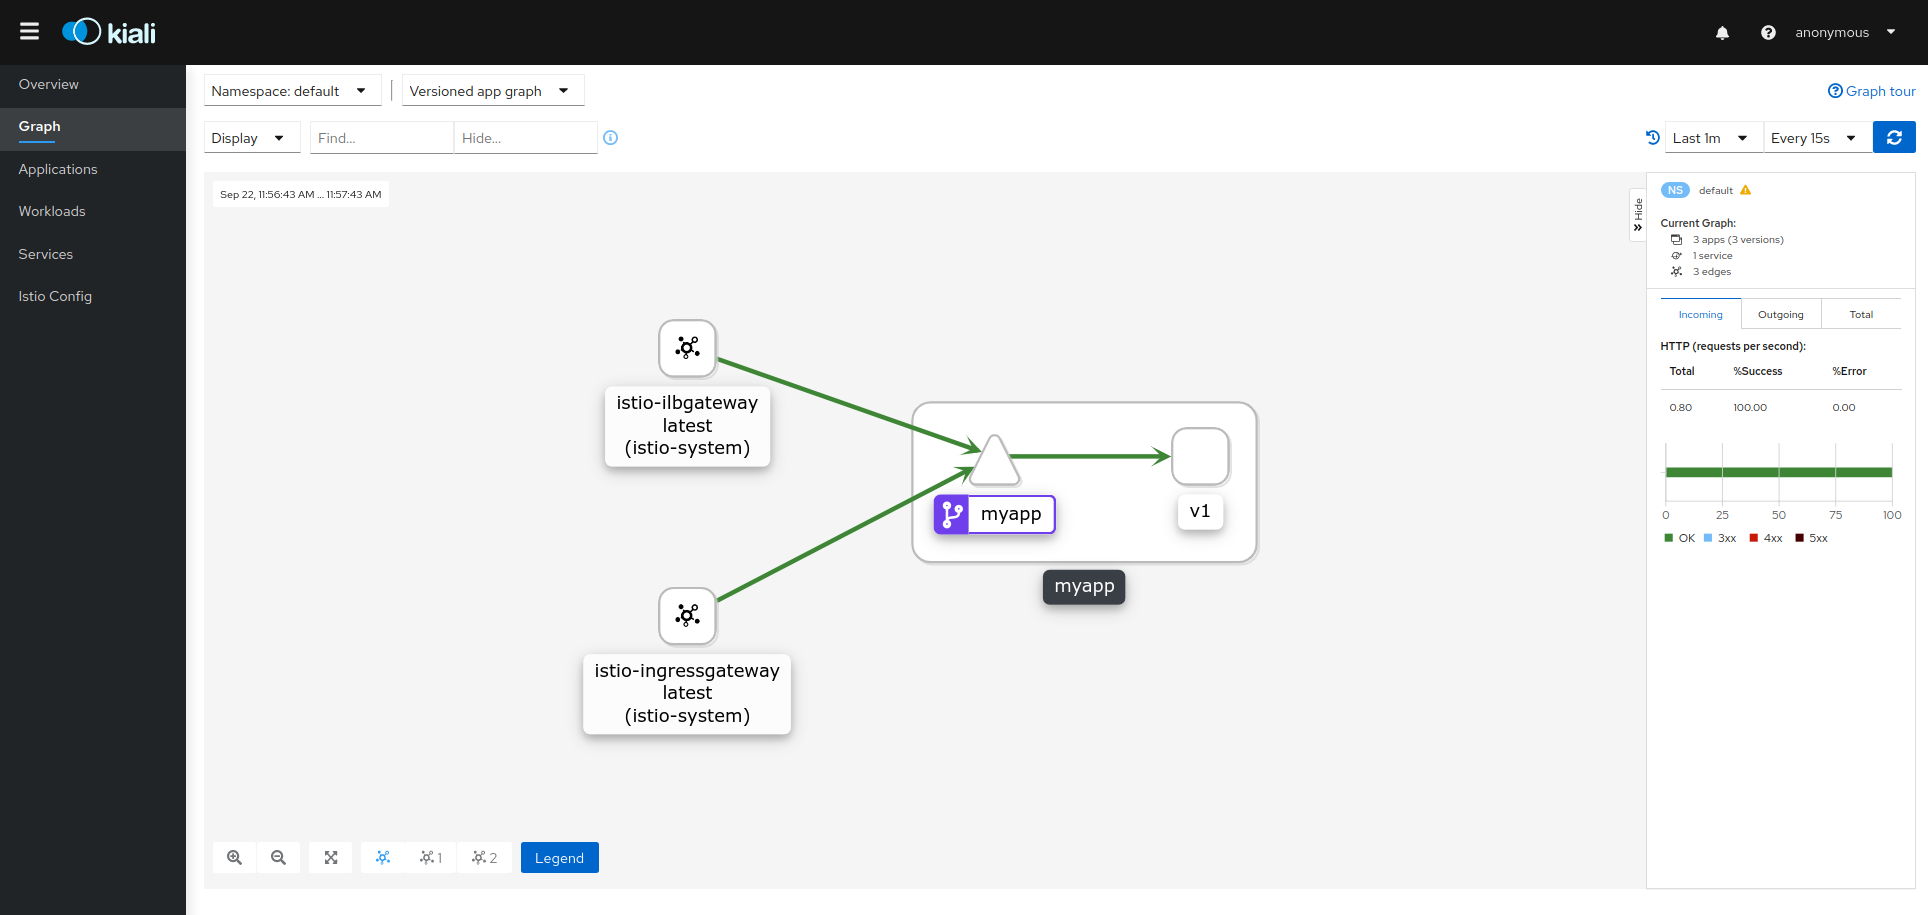 kiali
anonymous
Overview
Graph
Applications
Workloads
Services
Istio Config
Namespace: default
Versioned app graph
Graph tour
Display
Find...
Hide...
Last 1m
Every 15s
Sep 22, 11:56:43 AM ... 11:57:43 AM
Hide
istio-ilbgateway
latest
(istio-system)
myapp
v1
myapp
istio-ingressgateway
latest
(istio-system)
1
2
Legend
NS default
Current Graph:
3 apps (3 versions)
1 service
3 edges
Incoming Outgoing Total
HTTP (requests per second):
Total %Success %Error
0.80 100.00 0.00
0 25 50 75 100
OK 3xx 4xx 5xx